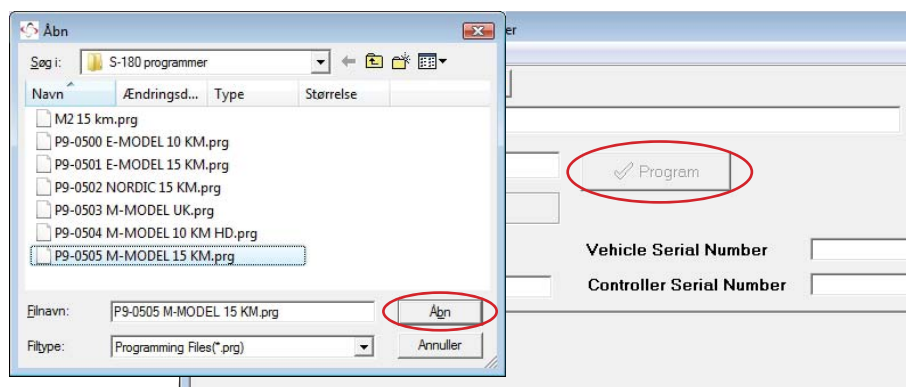 Åbn
er
Søg i: S-180 programmer
Navn Ændringsd... Type Størrelse
M2 15 km.prg
P9-0500 E-MODEL 10 KM.prg
P9-0501 E-MODEL 15 KM.prg
P9-0502 NORDIC 15 KM.prg
P9-0503 M-MODEL UK.prg
P9-0504 M-MODEL 10 KM HD.prg
P9-0505 M-MODEL 15 KM.prg
Filnavn: P9-0505 M-MODEL 15 KM.prg Åbn
Filtype: Programming Files(*.prg) Annuller
Program
Vehicle Serial Number
Controller Serial Number